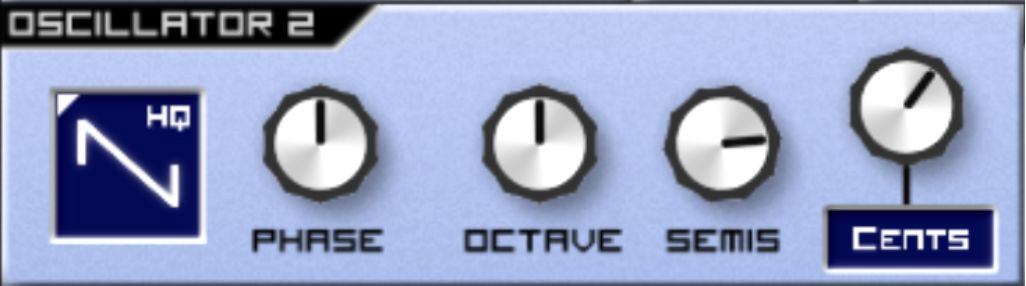 OSCILLATOR 2
HQ
PHASE
OCTAVE
SEMIS
CENTS